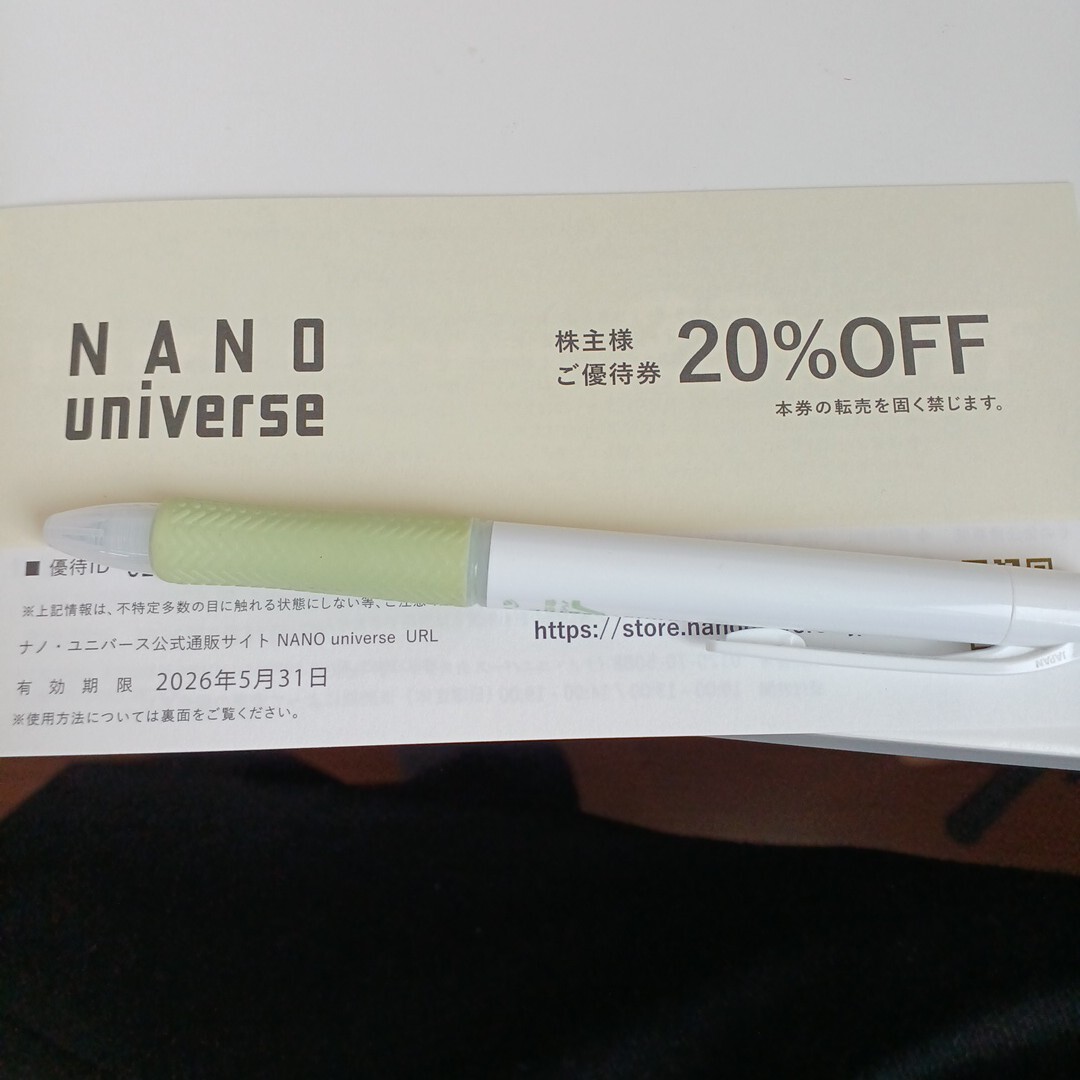 NANO
universe
株主様
ご優待券
20%OFF
本券の転売を固く禁じます。
■ 優待ID
※上記情報は、不特定多数の目に触れる状態にしない等、ご注意
ナノ・ユニバース公式通販サイト NANO universe URL
https://store.nano
有効期限 2026年5月31日
※使用方法については裏面をご覧ください。